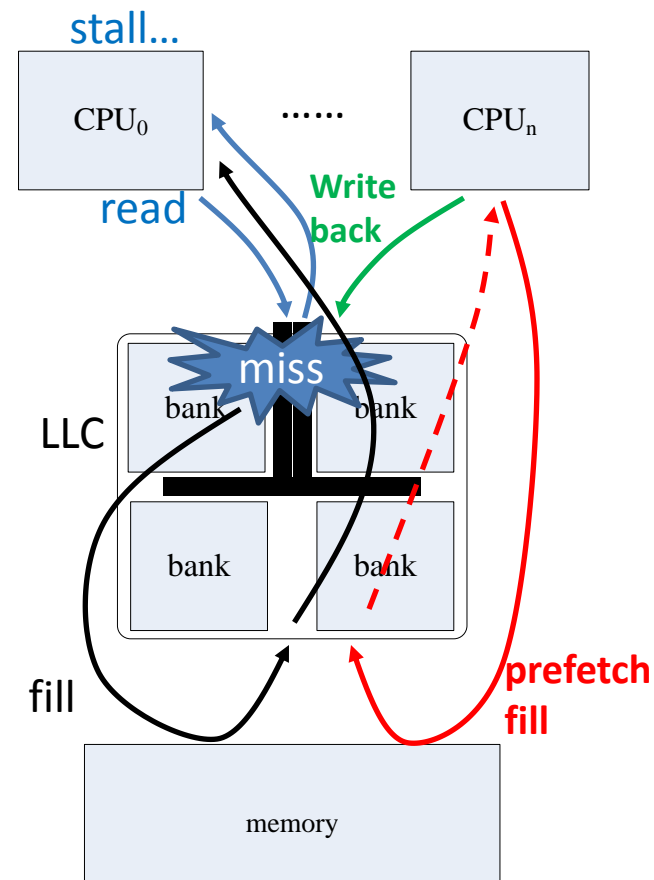 stall...
CPU0
......
CPUn
read
Write
back
miss
bank
bank
LLC
bank
bank
fill
prefetch
fill
memory